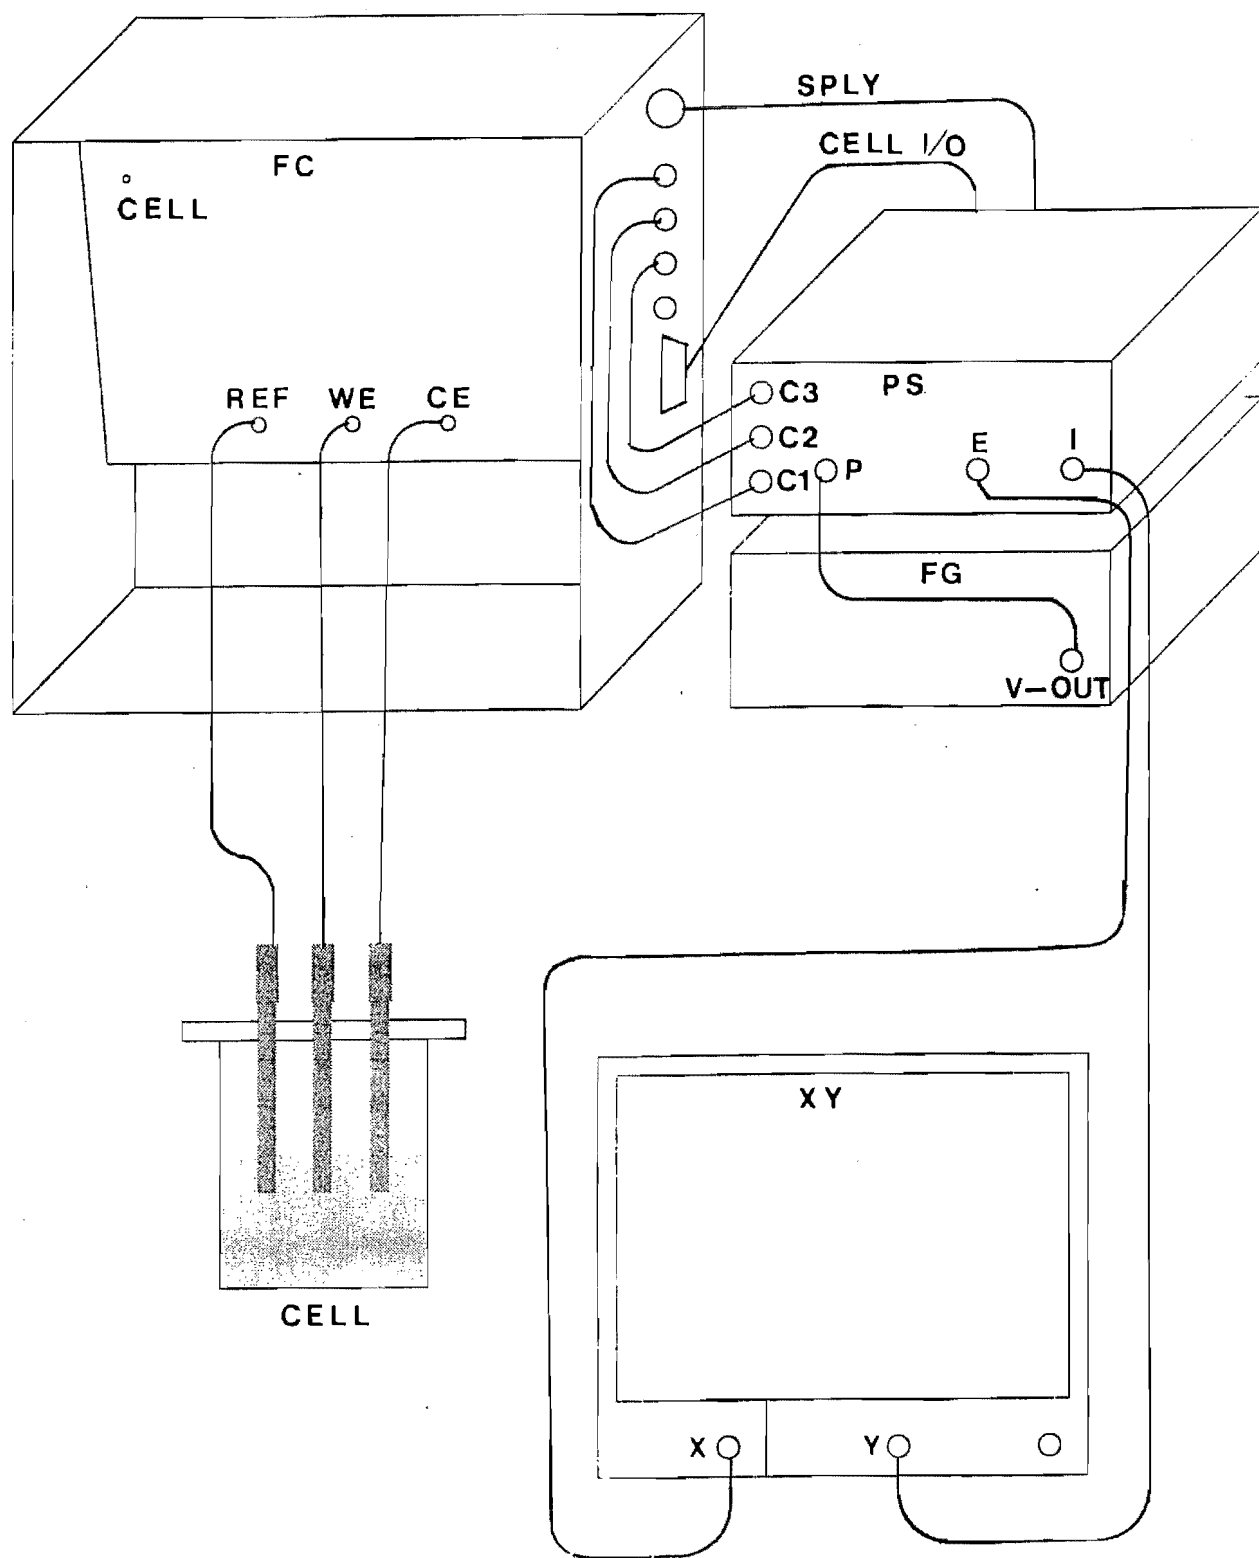 SPLY
CELL I/O
FC
CELL
REF WE CE
C3
PS
C2
E I
C1 P
FG
V-OUT
XY
CELL
X Y